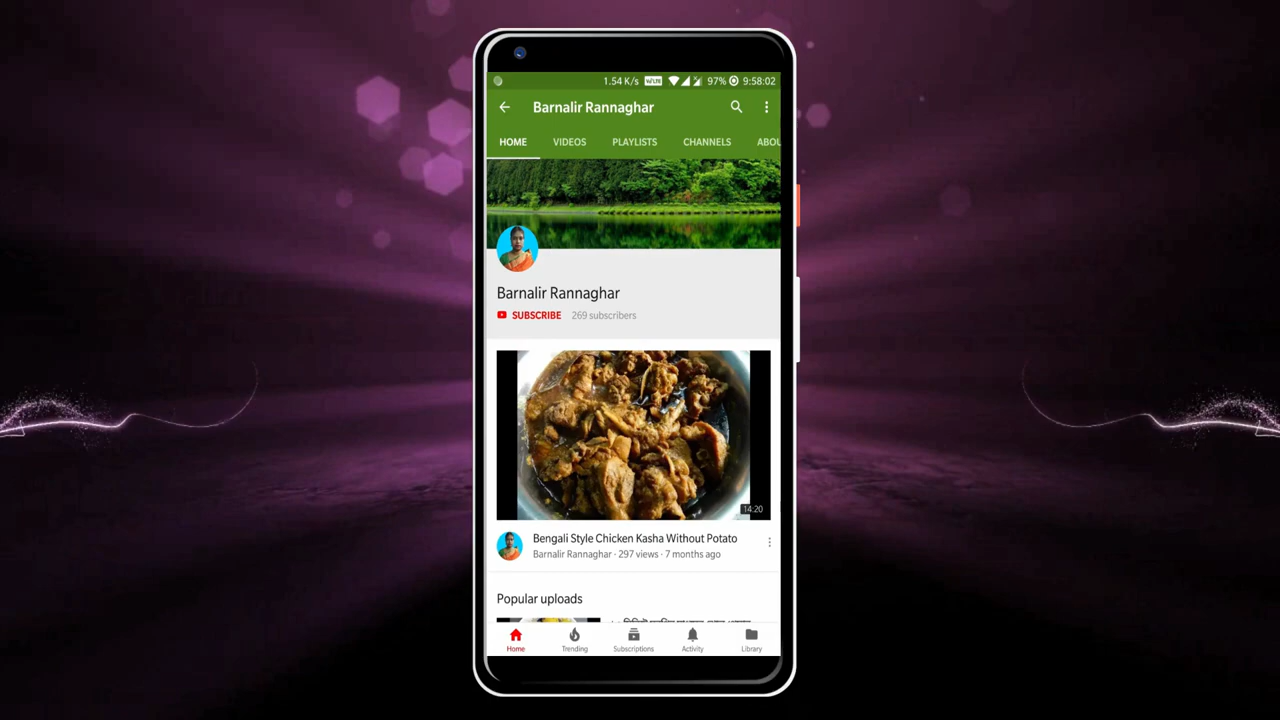 1.54 K/s VoLTE 97% 9:58:02
Barnalir Rannaghar
HOME VIDEOS PLAYLISTS CHANNELS ABOU
Barnalir Rannaghar
SUBSCRIBE 269 subscribers
14:20
Bengali Style Chicken Kasha Without Potato
Barnalir Rannaghar · 297 views · 7 months ago
Popular uploads
Home Trending Subscriptions Activity Library